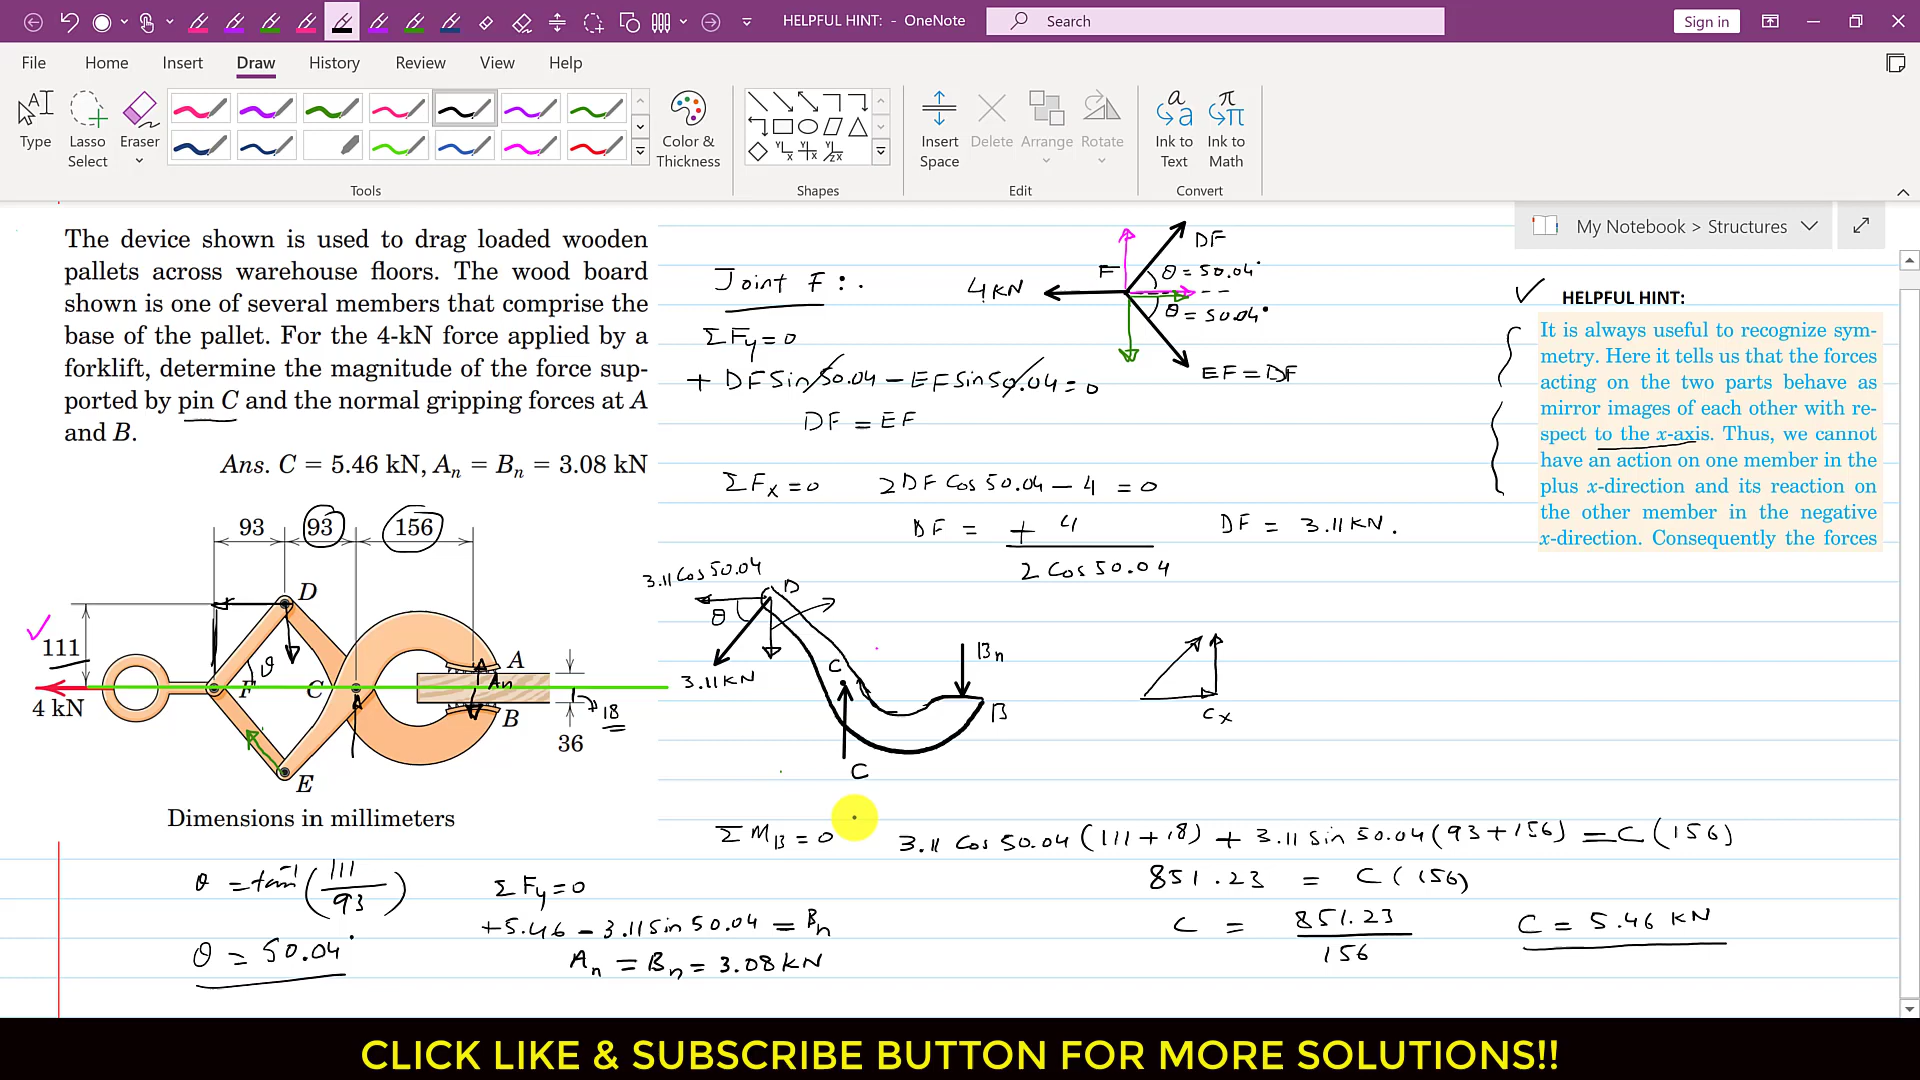 HELPFUL HINT: - OneNote
Search
Sign in
File Home Insert Draw History Review View Help
Type
Lasso Select
Eraser
Color & Thickness
Insert Space
Delete
Arrange
Rotate
Ink to Text
Ink to Math
Tools
Shapes
Edit
Convert
My Notebook > Structures
The device shown is used to drag loaded wooden
pallets across warehouse floors. The wood board
shown is one of several members that comprise the
base of the pallet. For the 4-kN force applied by a
forklift, determine the magnitude of the force sup-
ported by pin C and the normal gripping forces at A
and B.
Ans. C = 5.46 kN, An = Bn = 3.08 kN
93 93 156
D
111
θ
A
F C An
4 kN
B
18
36
E
Dimensions in millimeters
θ = tan⁻¹(111/93)
θ = 50.04°
ΣFy=0
+5.46 - 3.11 Sin 50.04 = Bn
An = Bn = 3.08 KN
Joint F :.
4KN
F
DF
θ = 50.04°
θ = 50.04°
EF = DF
ΣFy=0
+ DF Sin 50.04 - EF Sin 50.04 = 0
DF = EF
ΣFx=0 2DF Cos 50.04 - 4 = 0
DF = + 4 / 2 Cos 50.04
DF = 3.11 KN.
3.11 Cos 50.04
D
θ
3.11 KN
C
Bn
B
C
Cx
ΣMB = 0 3.11 Cos 50.04 (111+18) + 3.11 Sin 50.04 (93+156) = C (156)
851.23 = C (156)
C = 851.23 / 156
C = 5.46 KN
HELPFUL HINT:
It is always useful to recognize sym-
metry. Here it tells us that the forces
acting on the two parts behave as
mirror images of each other with re-
spect to the x-axis. Thus, we cannot
have an action on one member in the
plus x-direction and its reaction on
the other member in the negative
x-direction. Consequently the forces
CLICK LIKE & SUBSCRIBE BUTTON FOR MORE SOLUTIONS!!